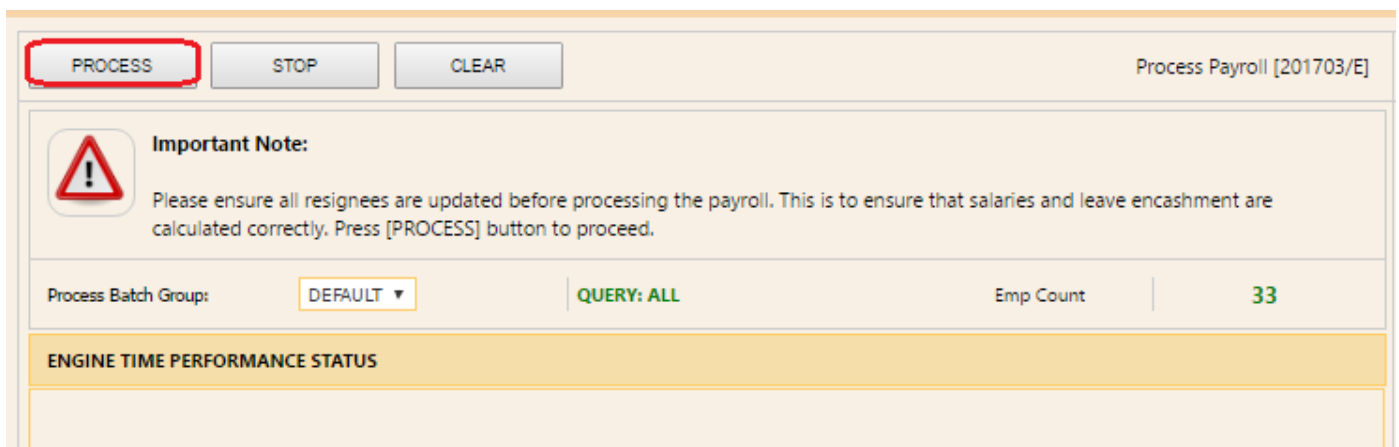 PROCESS STOP CLEAR Process Payroll [201703/E]
Important Note:
Please ensure all resignees are updated before processing the payroll. This is to ensure that salaries and leave encashment are
calculated correctly. Press [PROCESS] button to proceed.
Process Batch Group: DEFAULT QUERY: ALL Emp Count 33
ENGINE TIME PERFORMANCE STATUS